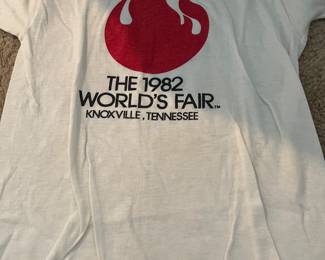 THE 1982
WORLD'S FAIR™
KNOXVILLE, TENNESSEE